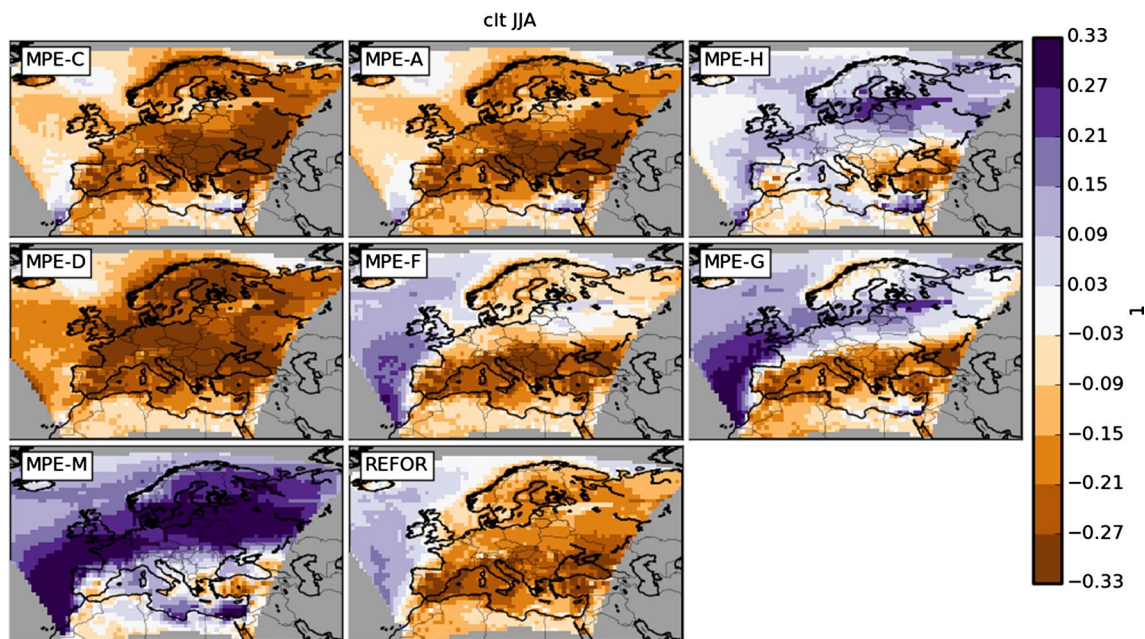 clt JJA
MPE-C
MPE-A
MPE-H
MPE-D
MPE-F
MPE-G
MPE-M
REFOR
0.33
0.27
0.21
0.15
0.09
0.03
−0.03
−0.09
−0.15
−0.21
−0.27
−0.33
1